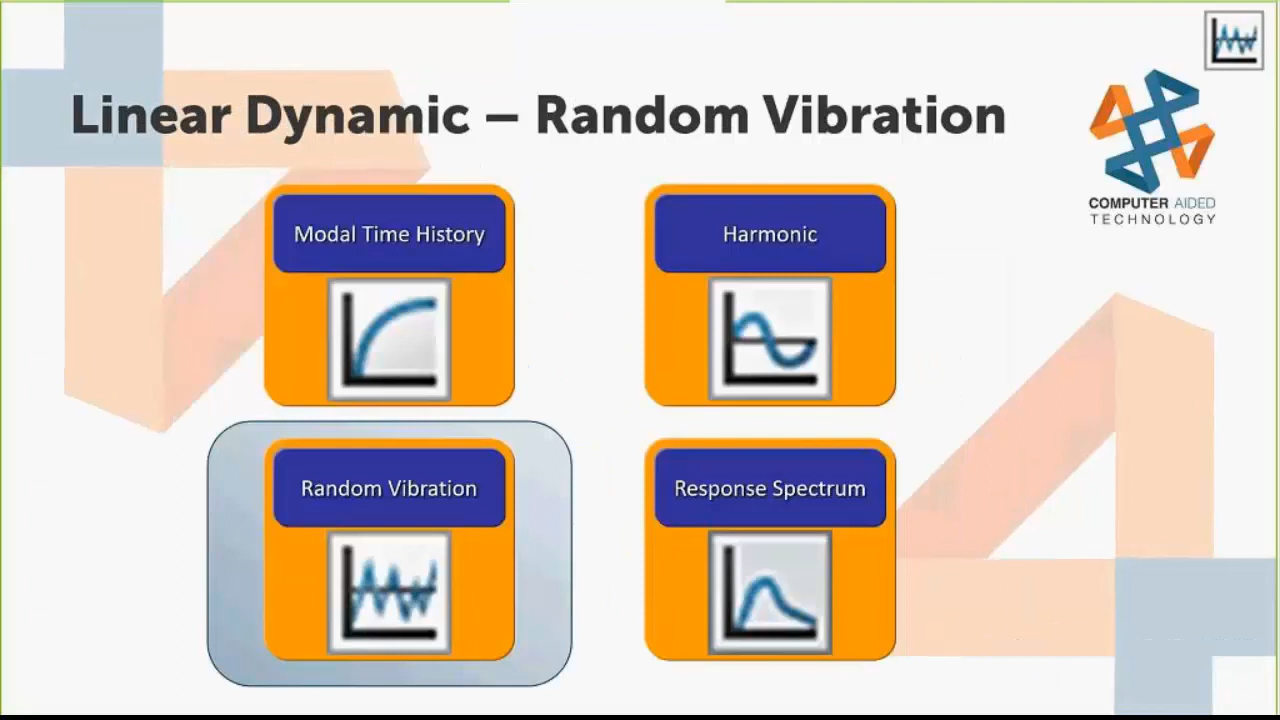 Linear Dynamic – Random Vibration
COMPUTER AIDED
TECHNOLOGY
Modal Time History
Harmonic
Random Vibration
Response Spectrum